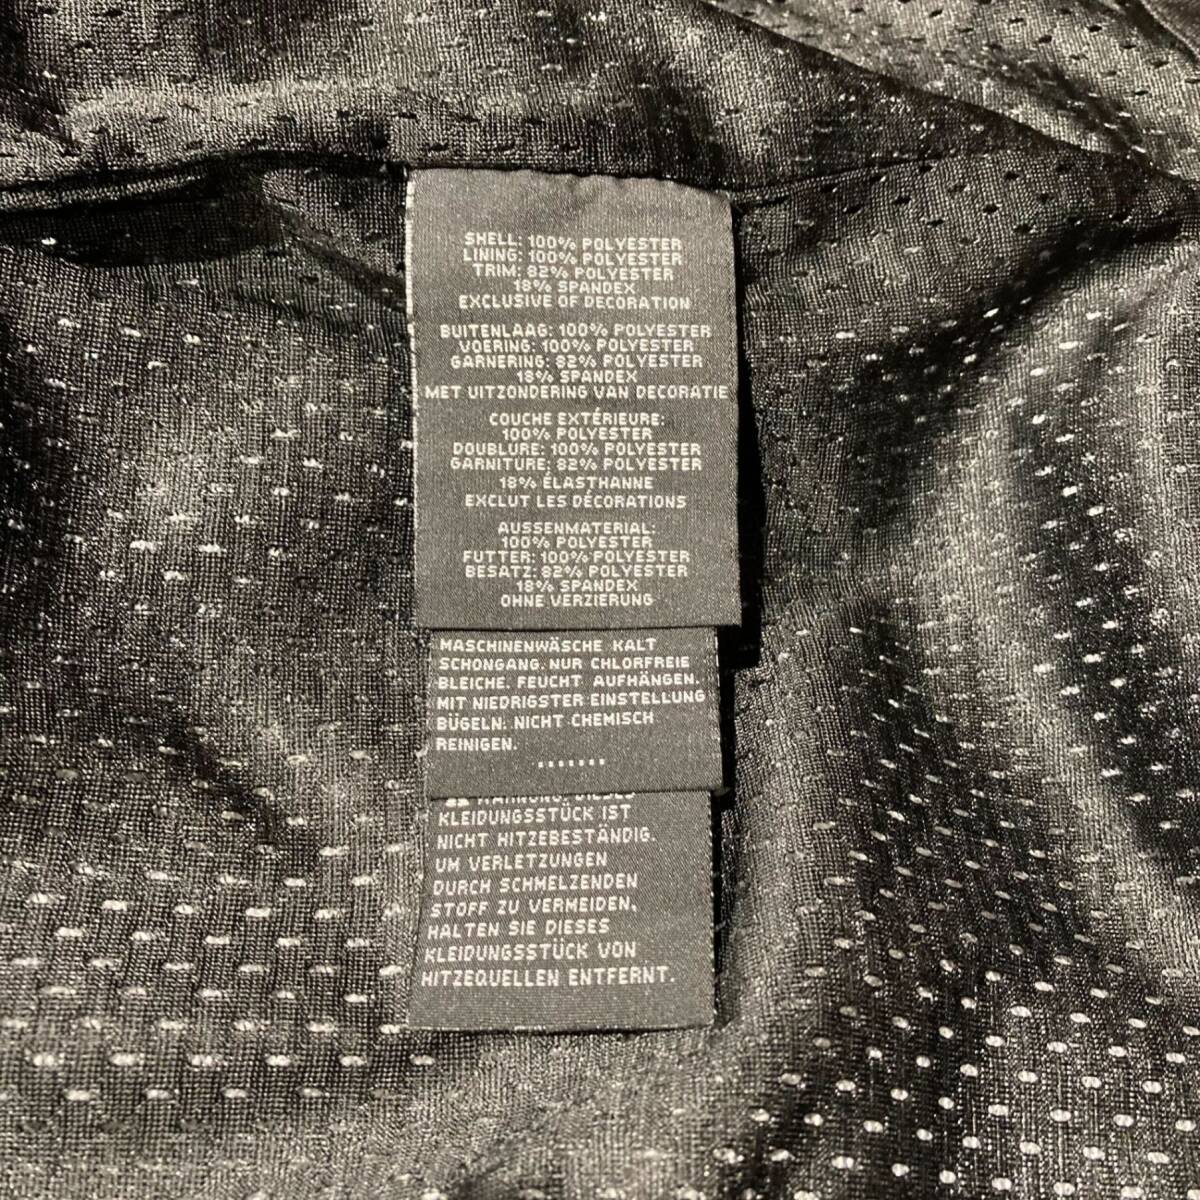 SHELL: 100% POLYESTER
LINING: 100% POLYESTER
TRIM: 82% POLYESTER
18% SPANDEX
EXCLUSIVE OF DECORATION
BUITENLAAG: 100% POLYESTER
VOERING: 100% POLYESTER
GARNERING: 82% POLYESTER
18% SPANDEX
MET UITZONDERING VAN DECORATIE
COUCHE EXTÉRIEURE:
100% POLYESTER
DOUBLURE: 100% POLYESTER
GARNITURE: 82% POLYESTER
18% ÉLASTHANNE
EXCLUT LES DÉCORATIONS
AUSSENMATERIAL:
100% POLYESTER
FUTTER: 100% POLYESTER
BESATZ: 82% POLYESTER
18% SPANDEX
OHNE VERZIERUNG
MASCHINENWÄSCHE KALT
SCHONGANG. NUR CHLORFREIE
BLEICHE. FEUCHT AUFHÄNGEN.
MIT NIEDRIGSTER EINSTELLUNG
BÜGELN. NICHT CHEMISCH
REINIGEN.
.......
WARNUNG: DIESES
KLEIDUNGSSTÜCK IST
NICHT HITZEBESTÄNDIG.
UM VERLETZUNGEN
DURCH SCHMELZENDEN
STOFF ZU VERMEIDEN,
HALTEN SIE DIESES
KLEIDUNGSSTÜCK VON
HITZEQUELLEN ENTFERNT.